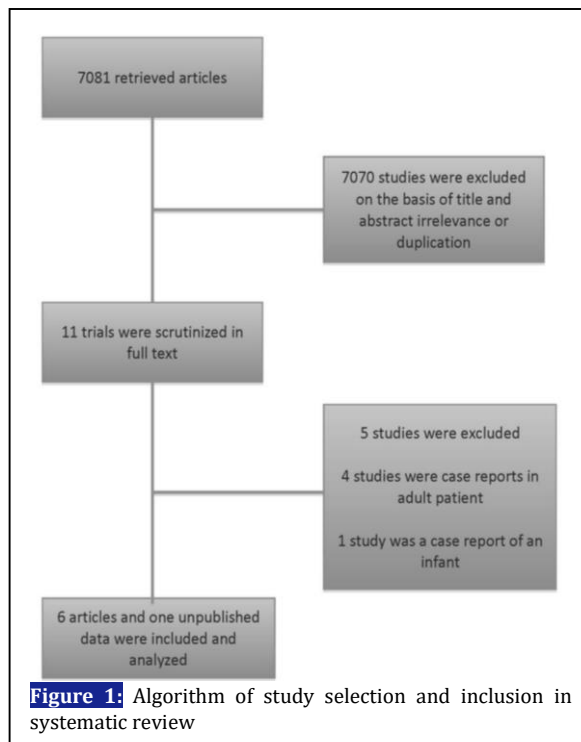 7081 retrieved articles
7070 studies were excluded
on the basis of title and
abstract irrelevance or
duplication
11 trials were scrutinized in
full text
5 studies were excluded
4 studies were case reports in
adult patient
1 study was a case report of an
infant
6 articles and one unpublished
data were included and
analyzed
Figure 1: Algorithm of study selection and inclusion in
systematic review